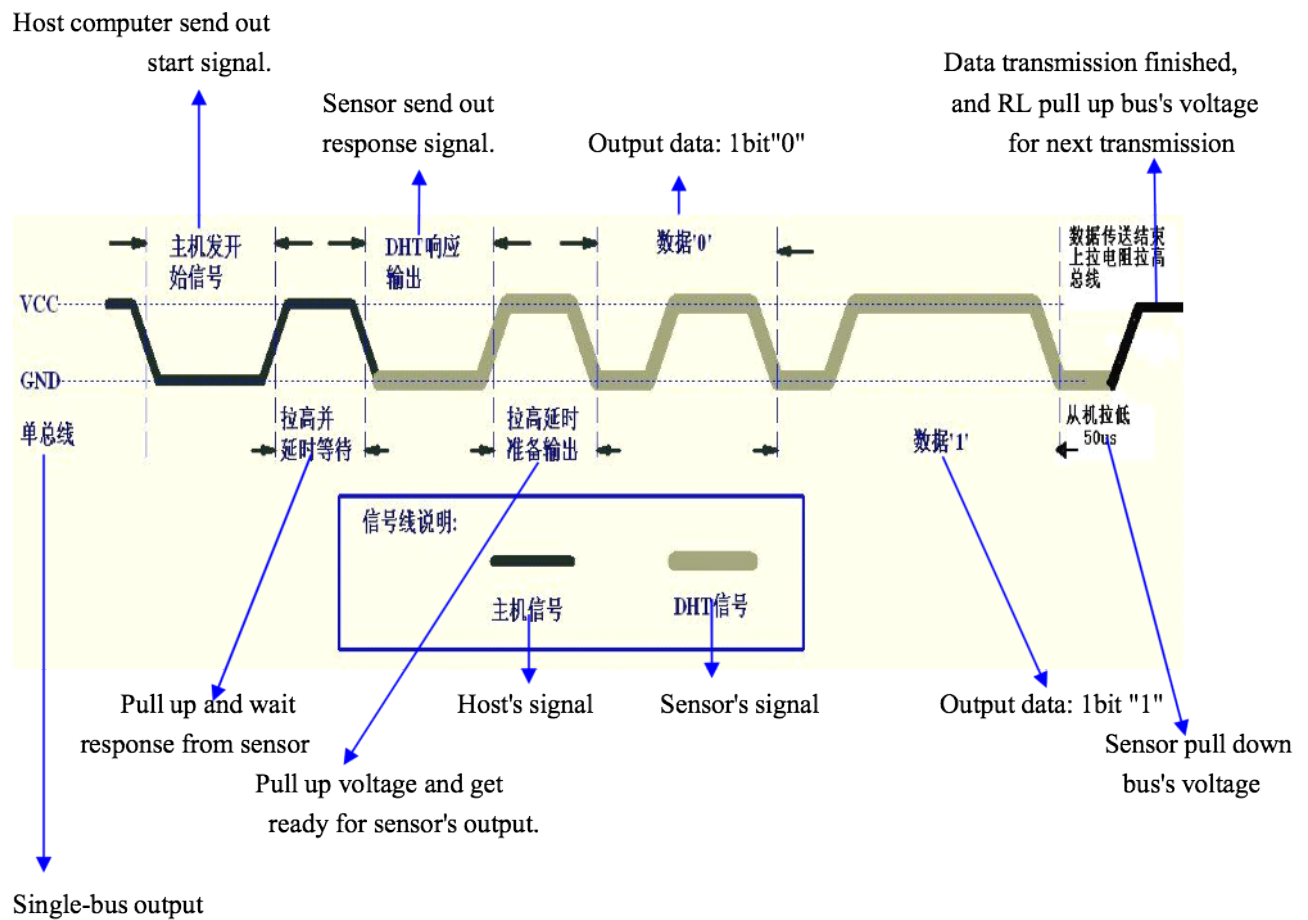 Host computer send out
start signal.
Sensor send out
response signal.
Output data: 1bit"0"
Data transmission finished,
and RL pull up bus's voltage
for next transmission
主机发开
始信号
DHT响应
输出
数据'0'
数据传送结束
上拉电阻拉高
总线
VCC
GND
单总线
拉高并
延时等待
拉高延时
准备输出
数据'1'
从机拉低
50us
信号线说明:
主机信号
DHT信号
Pull up and wait
response from sensor
Host's signal
Sensor's signal
Output data: 1bit "1"
Sensor pull down
bus's voltage
Pull up voltage and get
ready for sensor's output.
Single-bus output